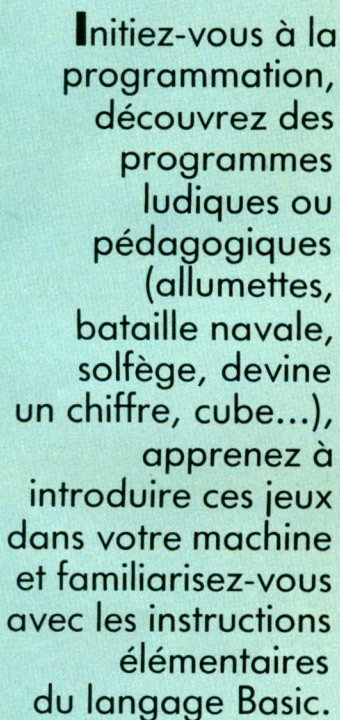 Initiez-vous à la
programmation,
découvrez des
programmes
ludiques ou
pédagogiques
(allumettes,
bataille navale,
solfège, devine
un chiffre, cube...),
apprenez à
introduire ces jeux
dans votre machine
et familiarisez-vous
avec les instructions
élémentaires
du langage Basic.